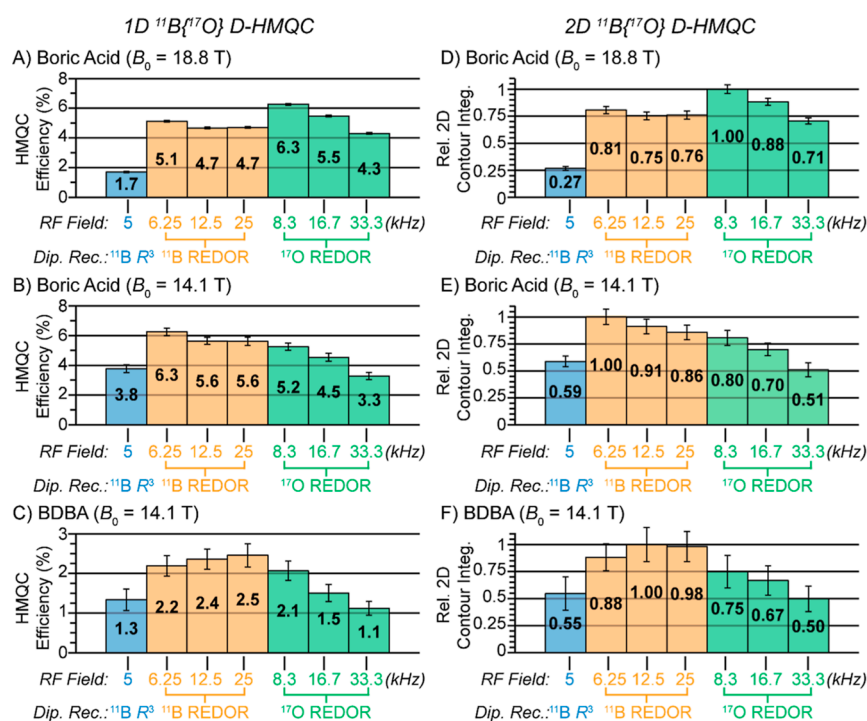 1D ¹¹B{¹⁷O} D-HMQC
A) Boric Acid (B₀ = 18.8 T)
HMQC
Efficiency (%)
8
6
4
2
0
1.7
5.1
4.7
4.7
6.3
5.5
4.3
RF Field: 5 6.25 12.5 25 8.3 16.7 33.3 (kHz)
Dip. Rec.: ¹¹B R³ ¹¹B REDOR ¹⁷O REDOR
B) Boric Acid (B₀ = 14.1 T)
HMQC
Efficiency (%)
8
6
4
2
0
3.8
6.3
5.6
5.6
5.2
4.5
3.3
RF Field: 5 6.25 12.5 25 8.3 16.7 33.3 (kHz)
Dip. Rec.: ¹¹B R³ ¹¹B REDOR ¹⁷O REDOR
C) BDBA (B₀ = 14.1 T)
HMQC
Efficiency (%)
3
2
1
0
1.3
2.2
2.4
2.5
2.1
1.5
1.1
RF Field: 5 6.25 12.5 25 8.3 16.7 33.3 (kHz)
Dip. Rec.: ¹¹B R³ ¹¹B REDOR ¹⁷O REDOR
2D ¹¹B{¹⁷O} D-HMQC
D) Boric Acid (B₀ = 18.8 T)
Rel. 2D
Contour Integ.
1
0.75
0.5
0.25
0
0.27
0.81
0.75
0.76
1.00
0.88
0.71
RF Field: 5 6.25 12.5 25 8.3 16.7 33.3 (kHz)
Dip. Rec.: ¹¹B R³ ¹¹B REDOR ¹⁷O REDOR
E) Boric Acid (B₀ = 14.1 T)
Rel. 2D
Contour Integ.
1
0.75
0.5
0.25
0
0.59
1.00
0.91
0.86
0.80
0.70
0.51
RF Field: 5 6.25 12.5 25 8.3 16.7 33.3 (kHz)
Dip. Rec.: ¹¹B R³ ¹¹B REDOR ¹⁷O REDOR
F) BDBA (B₀ = 14.1 T)
Rel. 2D
Contour Integ.
1
0.75
0.5
0.25
0
0.55
0.88
1.00
0.98
0.75
0.67
0.50
RF Field: 5 6.25 12.5 25 8.3 16.7 33.3 (kHz)
Dip. Rec.: ¹¹B R³ ¹¹B REDOR ¹⁷O REDOR